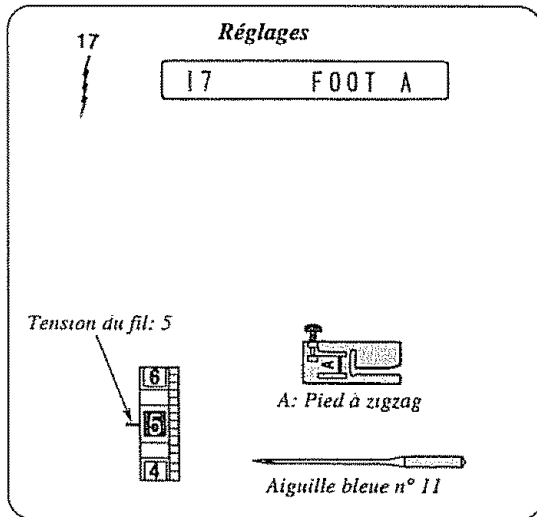 Réglages
17
17 FOOT A
Tension du fil: 5
6
5
4
A
A: Pied à zigzag
Aiguille bleue n° 11